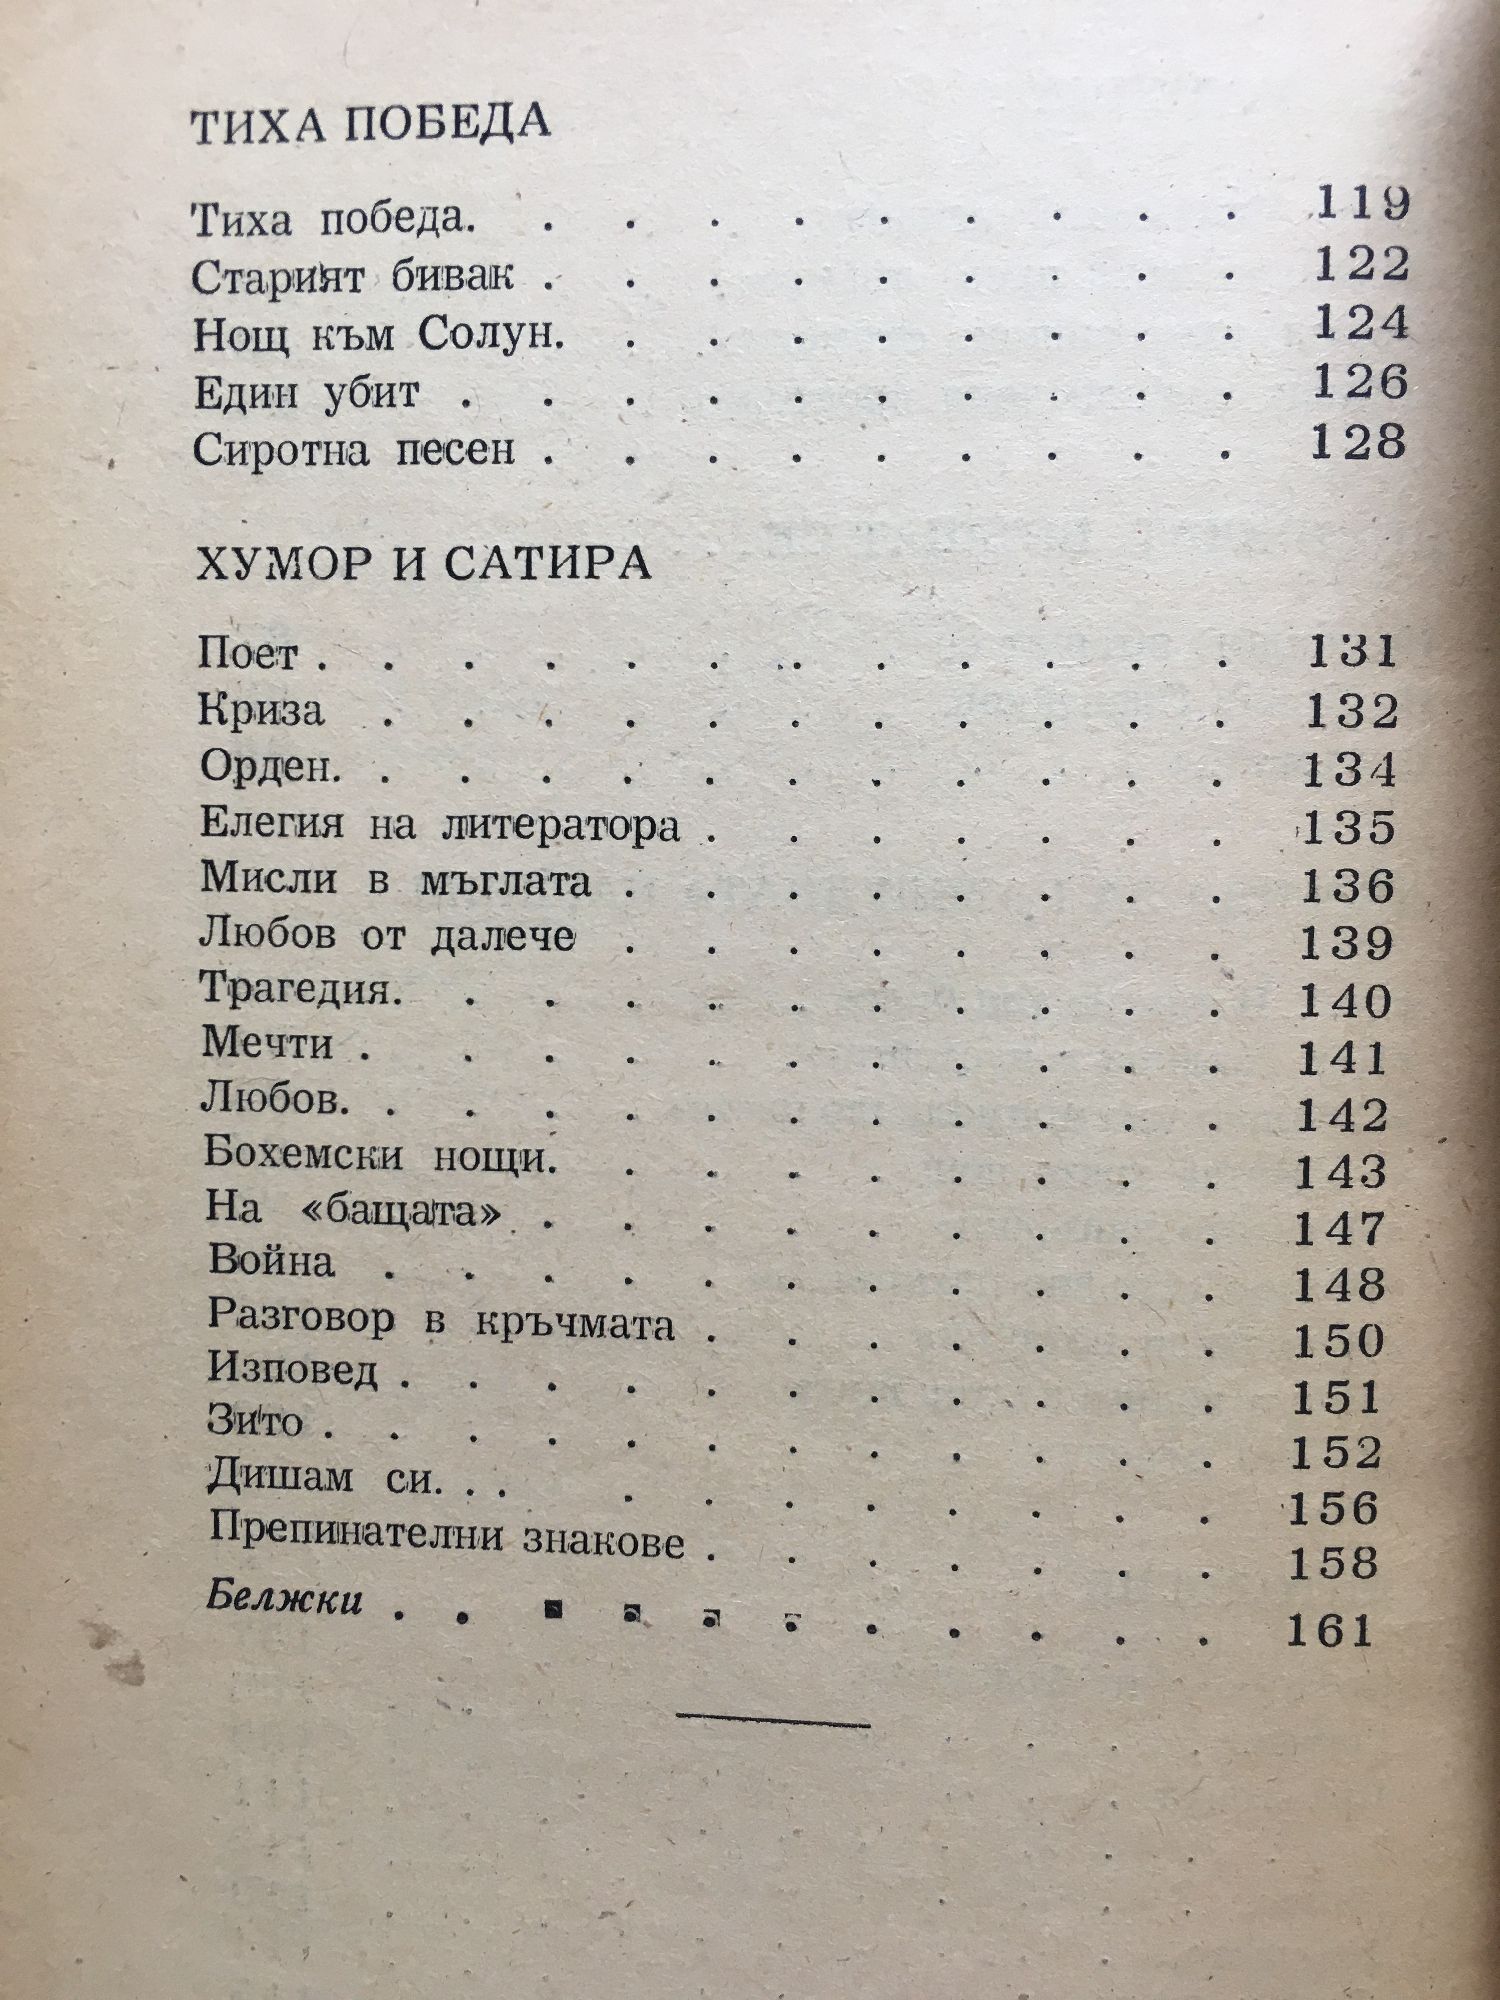 ТИХА ПОБЕДА
Тиха победа. . . . . . . . . . 119
Старият бивак . . . . . . . . . 122
Нощ към Солун. . . . . . . . . 124
Един убит . . . . . . . . . . 126
Сиротна песен . . . . . . . . . 128
ХУМОР И САТИРА
Поет . . . . . . . . . . . . 131
Криза . . . . . . . . . . . 132
Орден. . . . . . . . . . . . 134
Елегия на литератора . . . . . . . 135
Мисли в мъглата . . . . . . . . 136
Любов от далече . . . . . . . . 139
Трагедия. . . . . . . . . . . 140
Мечти . . . . . . . . . . . 141
Любов. . . . . . . . . . . . 142
Бохемски нощи. . . . . . . . . 143
На «бащата» . . . . . . . . . 147
Война . . . . . . . . . . . 148
Разговор в кръчмата . . . . . . . 150
Изповед . . . . . . . . . . . 151
Зито . . . . . . . . . . . . 152
Дишам си. . . . . . . . . . . 156
Препинателни знакове . . . . . . . 158
Белжки . . . . . . . . . . . 161